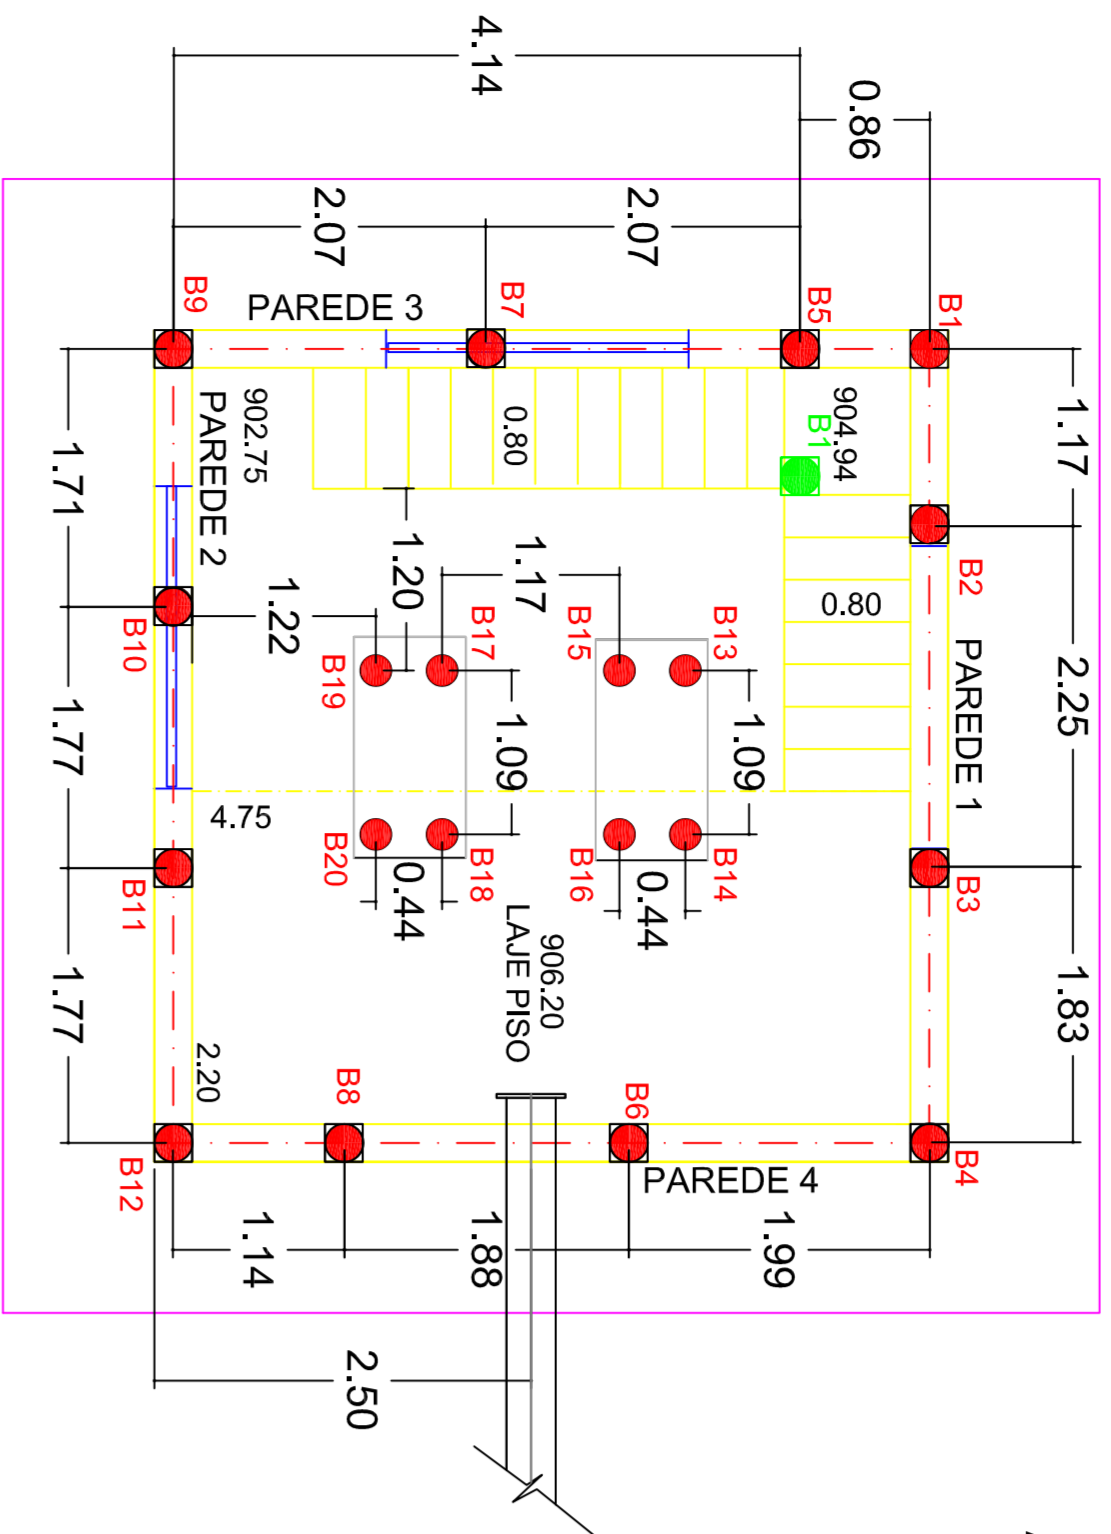 4.14
0.86
2.07
2.07
B9
PAREDE 3
B7
B5
B1
1.71
902.75
PAREDE 2
0.80
904.94
B1
1.17
B2
0.80
1.20
1.17
1.22
B10
B19
B17
B15
B13
PAREDE 1
2.25
1.77
4.75
1.09
1.09
B11
B20
B18
B16
B14
B3
0.44
0.44
906.20
LAJE PISO
1.77
2.20
1.83
B8
B6
B12
PAREDE 4
B4
1.14
1.88
1.99
2.50